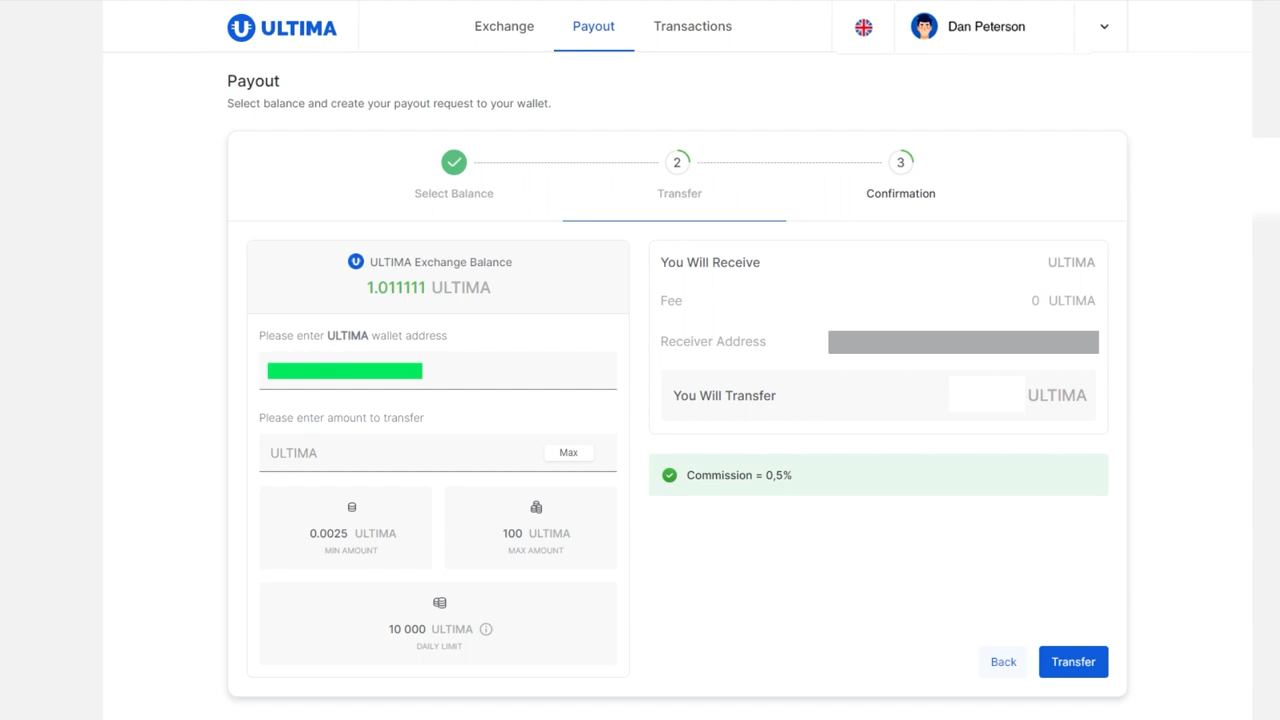 ULTIMA
Exchange
Payout
Transactions
Dan Peterson
Payout
Select balance and create your payout request to your wallet.
2
3
Select Balance
Transfer
Confirmation
ULTIMA Exchange Balance
1.011111 ULTIMA
Please enter ULTIMA wallet address
Please enter amount to transfer
ULTIMA
Max
0.0025 ULTIMA
MIN AMOUNT
100 ULTIMA
MAX AMOUNT
10 000 ULTIMA
DAILY LIMIT
You Will Receive ULTIMA
Fee 0 ULTIMA
Receiver Address
You Will Transfer ULTIMA
Commission = 0,5%
Back
Transfer